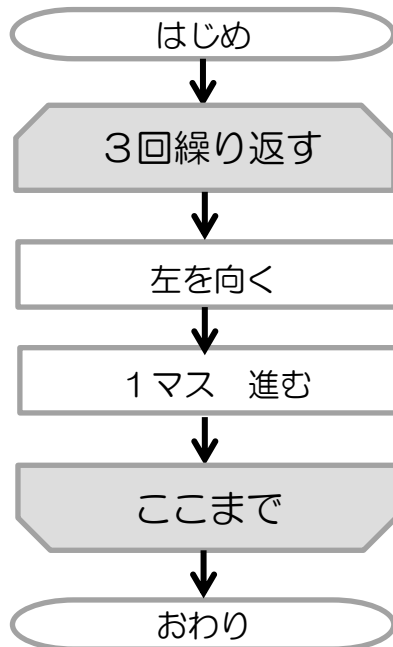 はじめ
３回繰り返す
左を向く
１マス　進む
ここまで
おわり